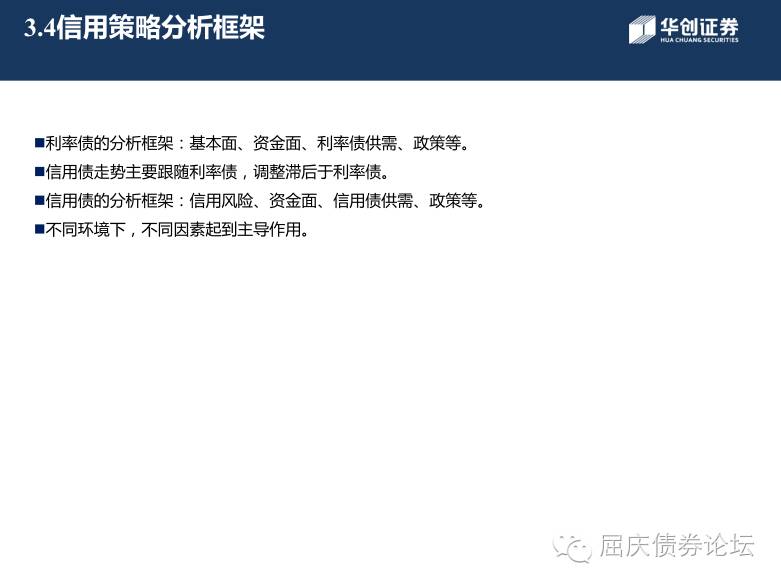 3.4信用策略分析框架
华创证券
HUA CHUANG SECURITIES
■利率债的分析框架：基本面、资金面、利率债供需、政策等。
■信用债走势主要跟随利率债，调整滞后于利率债。
■信用债的分析框架：信用风险、资金面、信用债供需、政策等。
■不同环境下，不同因素起到主导作用。
屈庆债券论坛